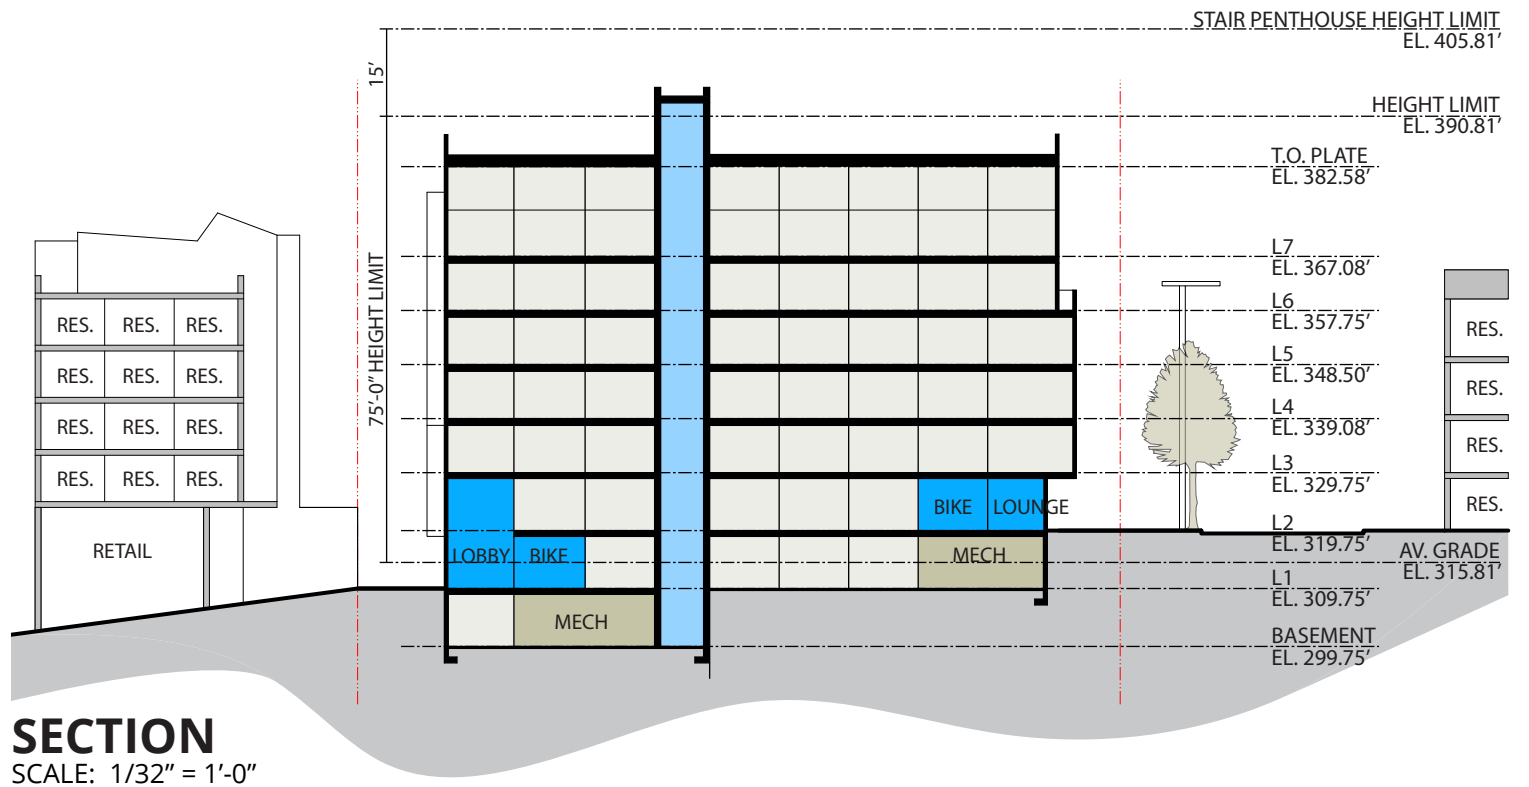 STAIR PENTHOUSE HEIGHT LIMIT
EL. 405.81’
15’
HEIGHT LIMIT
EL. 390.81’
T.O. PLATE
EL. 382.58’
75’-0” HEIGHT LIMIT
L7
EL. 367.08’
L6
EL. 357.75’
L5
EL. 348.50’
L4
EL. 339.08’
L3
EL. 329.75’
L2
EL. 319.75’
AV. GRADE
EL. 315.81’
L1
EL. 309.75’
BASEMENT
EL. 299.75’
RES. RES. RES.
RES. RES. RES.
RES. RES. RES.
RES. RES. RES.
RETAIL
BIKE LOUNGE
LOBBY BIKE
MECH
MECH
RES.
RES.
RES.
RES.
SECTION
SCALE: 1/32” = 1’-0”